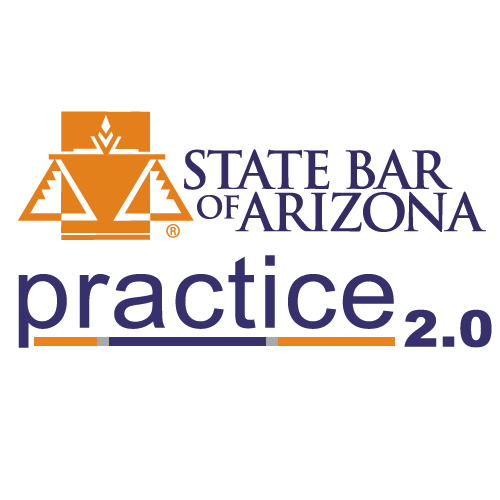 STATE BAR
OF ARIZONA
®
practice 2.0